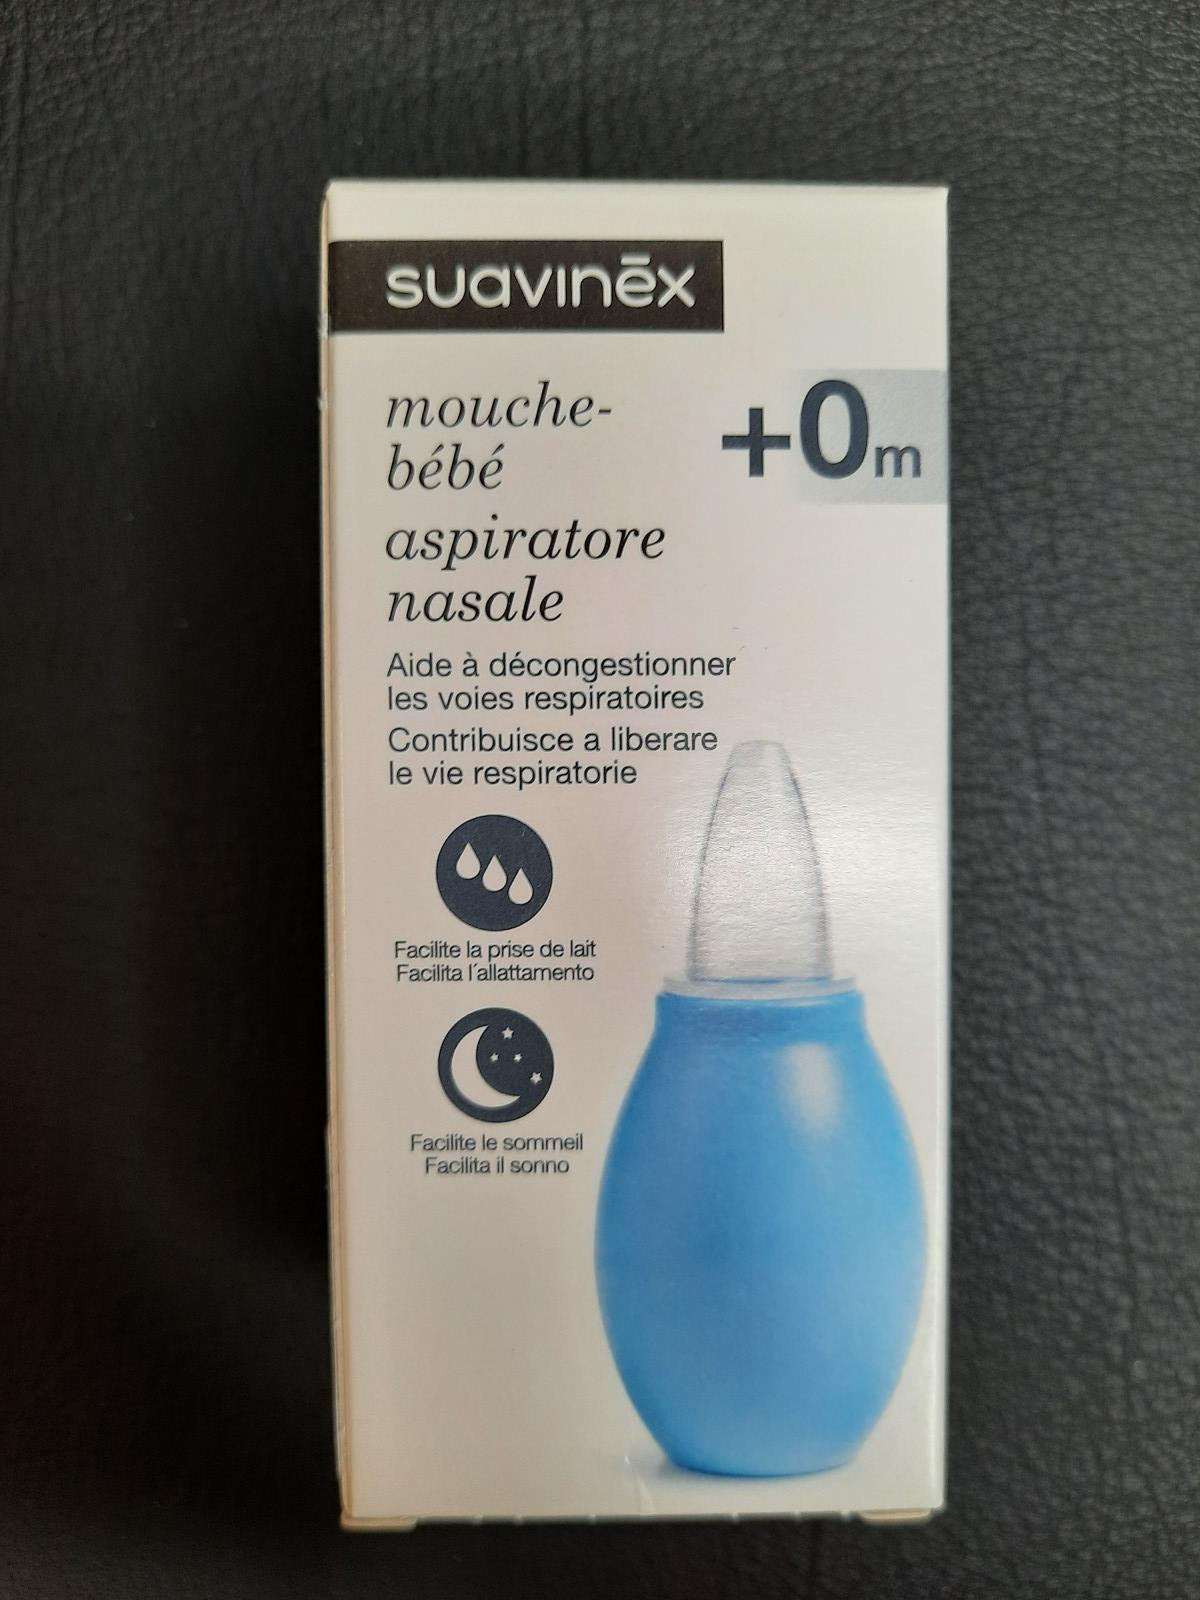 suavinēx
mouche-
bébé
+0m
aspiratore
nasale
Aide à décongestionner
les voies respiratoires
Contribuisce a liberare
le vie respiratorie
Facilite la prise de lait
Facilita l´allattamento
Facilite le sommeil
Facilita il sonno